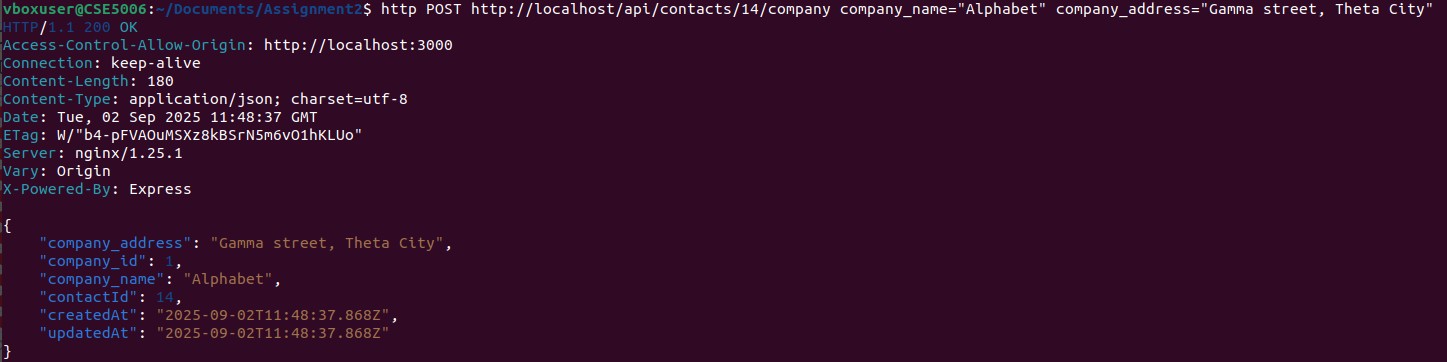 vboxuser@CSE5006:~/Documents/Assignment2$ http POST http://localhost/api/contacts/14/company company_name="Alphabet" company_address="Gamma street, Theta City"
HTTP/1.1 200 OK
Access-Control-Allow-Origin: http://localhost:3000
Connection: keep-alive
Content-Length: 180
Content-Type: application/json; charset=utf-8
Date: Tue, 02 Sep 2025 11:48:37 GMT
ETag: W/"b4-pFVAOuMSXz8kBSrN5m6vO1hKLUo"
Server: nginx/1.25.1
Vary: Origin
X-Powered-By: Express

{
    "company_address": "Gamma street, Theta City",
    "company_id": 1,
    "company_name": "Alphabet",
    "contactId": 14,
    "createdAt": "2025-09-02T11:48:37.868Z",
    "updatedAt": "2025-09-02T11:48:37.868Z"
}